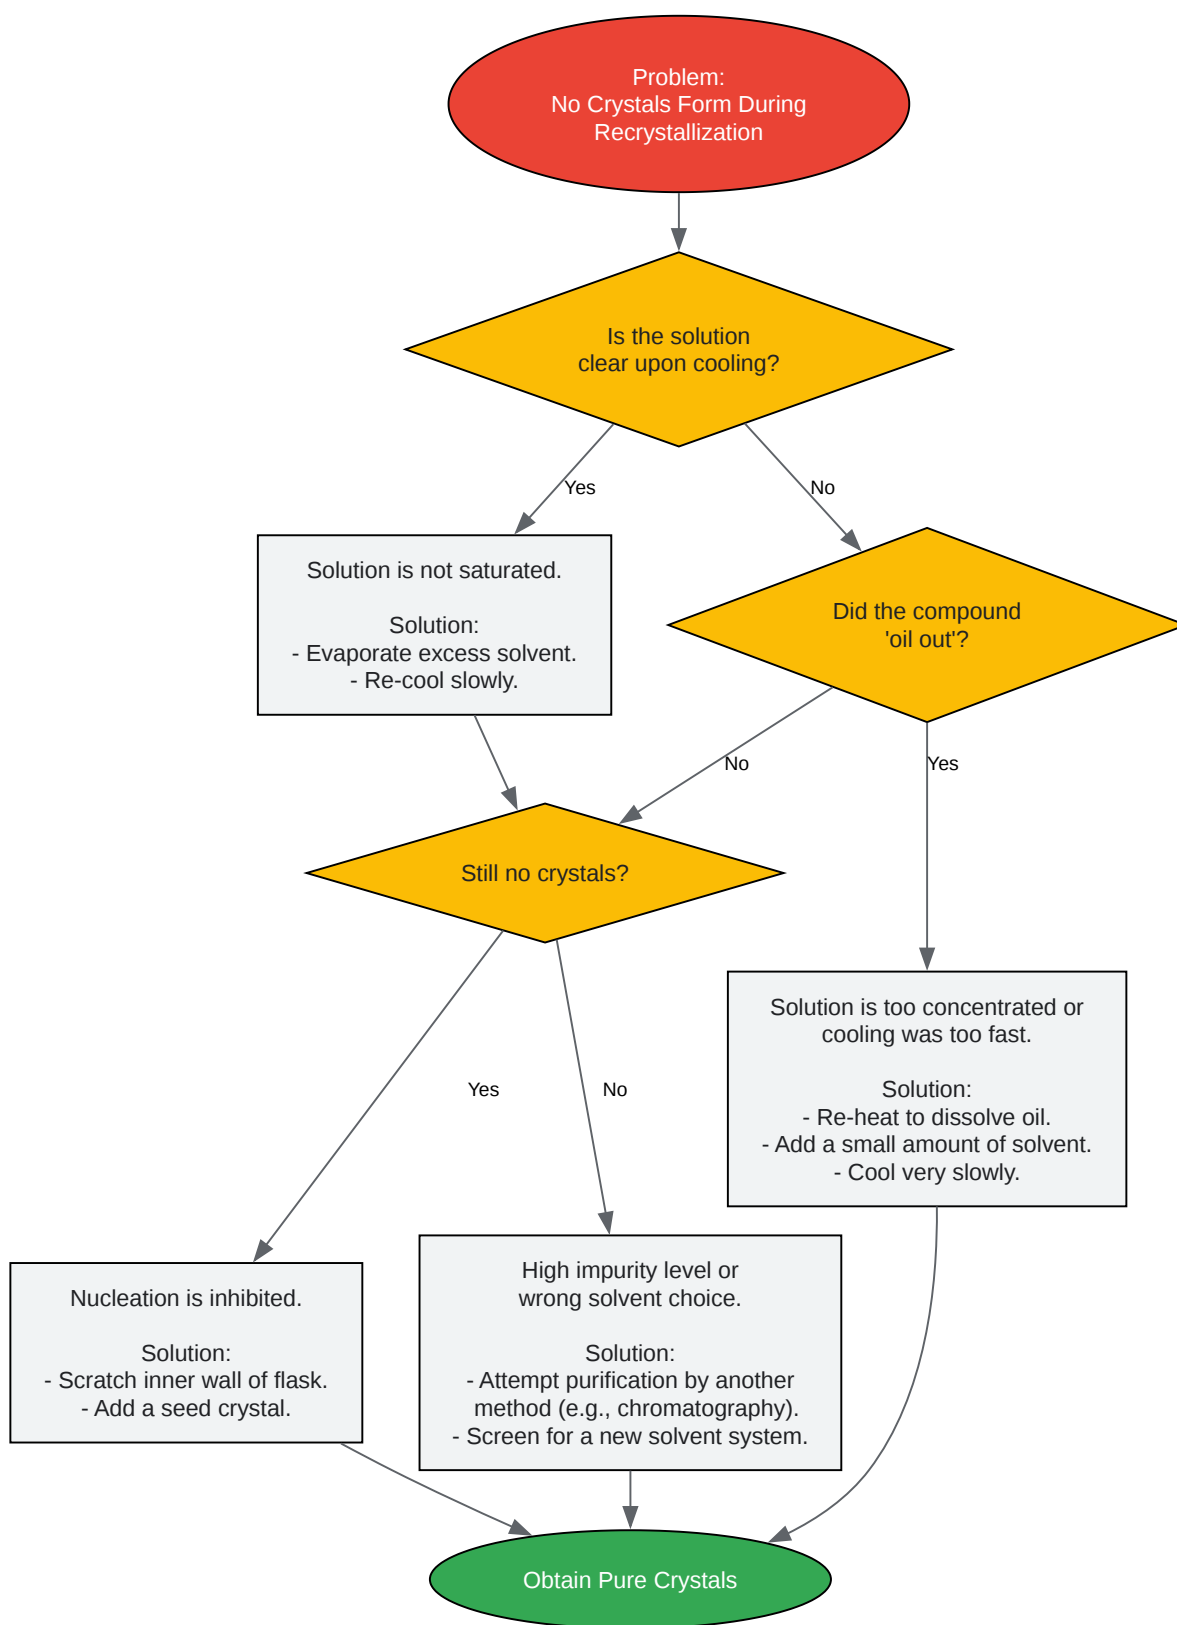 Problem:
No Crystals Form During
Recrystallization
Is the solution
clear upon cooling?
Yes
No
Solution is not saturated.
Solution:
- Evaporate excess solvent.
- Re-cool slowly.
Did the compound
'oil out'?
No
Yes
Still no crystals?
Yes
No
Solution is too concentrated or
cooling was too fast.
Solution:
- Re-heat to dissolve oil.
- Add a small amount of solvent.
- Cool very slowly.
Nucleation is inhibited.
Solution:
- Scratch inner wall of flask.
- Add a seed crystal.
High impurity level or
wrong solvent choice.
Solution:
- Attempt purification by another
method (e.g., chromatography).
- Screen for a new solvent system.
Obtain Pure Crystals